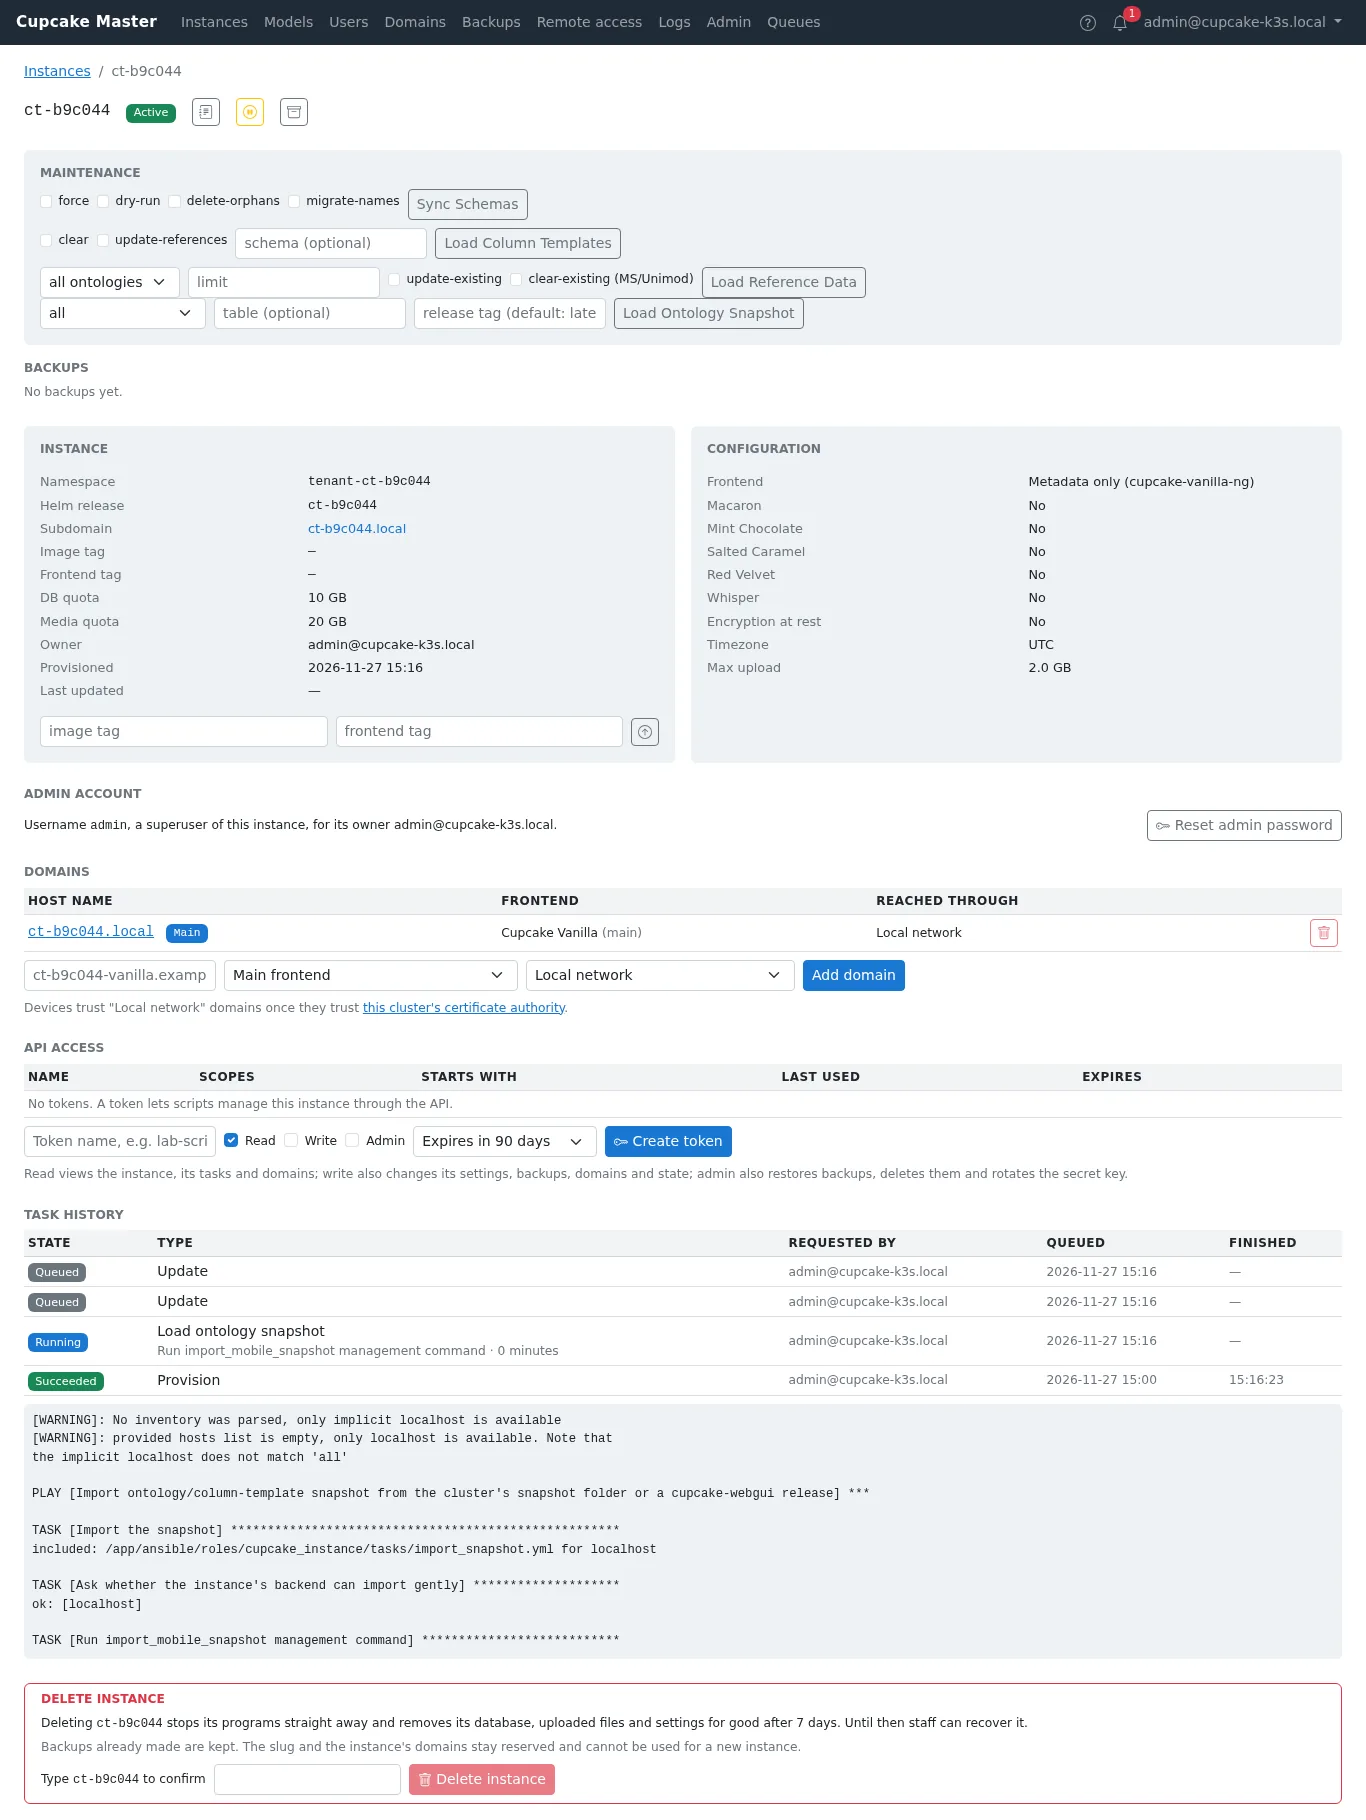 Cupcake Master Instances Models Users Domains Backups Remote access Logs Admin Queues 1 admin@cupcake-k3s.local
Instances / ct-b9c044
ct-b9c044 Active
MAINTENANCE
force dry-run delete-orphans migrate-names Sync Schemas
clear update-references schema (optional) Load Column Templates
all ontologies limit update-existing clear-existing (MS/Unimod) Load Reference Data
all table (optional) release tag (default: late Load Ontology Snapshot
BACKUPS
No backups yet.
INSTANCE
Namespace tenant-ct-b9c044
Helm release ct-b9c044
Subdomain ct-b9c044.local
Image tag —
Frontend tag —
DB quota 10 GB
Media quota 20 GB
Owner admin@cupcake-k3s.local
Provisioned 2026-11-27 15:16
Last updated —
image tag frontend tag
CONFIGURATION
Frontend Metadata only (cupcake-vanilla-ng)
Macaron No
Mint Chocolate No
Salted Caramel No
Red Velvet No
Whisper No
Encryption at rest No
Timezone UTC
Max upload 2.0 GB
ADMIN ACCOUNT
Username admin, a superuser of this instance, for its owner admin@cupcake-k3s.local. Reset admin password
DOMAINS
HOST NAME FRONTEND REACHED THROUGH
ct-b9c044.local Main Cupcake Vanilla (main) Local network
ct-b9c044-vanilla.examp Main frontend Local network Add domain
Devices trust "Local network" domains once they trust this cluster's certificate authority.
API ACCESS
NAME SCOPES STARTS WITH LAST USED EXPIRES
No tokens. A token lets scripts manage this instance through the API.
Token name, e.g. lab-scri Read Write Admin Expires in 90 days Create token
Read views the instance, its tasks and domains; write also changes its settings, backups, domains and state; admin also restores backups, deletes them and rotates the secret key.
TASK HISTORY
STATE TYPE REQUESTED BY QUEUED FINISHED
Queued Update admin@cupcake-k3s.local 2026-11-27 15:16 —
Queued Update admin@cupcake-k3s.local 2026-11-27 15:16 —
Running Load ontology snapshot admin@cupcake-k3s.local 2026-11-27 15:16 —
Run import_mobile_snapshot management command · 0 minutes
Succeeded Provision admin@cupcake-k3s.local 2026-11-27 15:00 15:16:23
[WARNING]: No inventory was parsed, only implicit localhost is available
[WARNING]: provided hosts list is empty, only localhost is available. Note that
the implicit localhost does not match 'all'
PLAY [Import ontology/column-template snapshot from the cluster's snapshot folder or a cupcake-webgui release] ***
TASK [Import the snapshot] *****************************************************
included: /app/ansible/roles/cupcake_instance/tasks/import_snapshot.yml for localhost
TASK [Ask whether the instance's backend can import gently] ********************
ok: [localhost]
TASK [Run import_mobile_snapshot management command] ***************************
DELETE INSTANCE
Deleting ct-b9c044 stops its programs straight away and removes its database, uploaded files and settings for good after 7 days. Until then staff can recover it.
Backups already made are kept. The slug and the instance's domains stay reserved and cannot be used for a new instance.
Type ct-b9c044 to confirm Delete instance